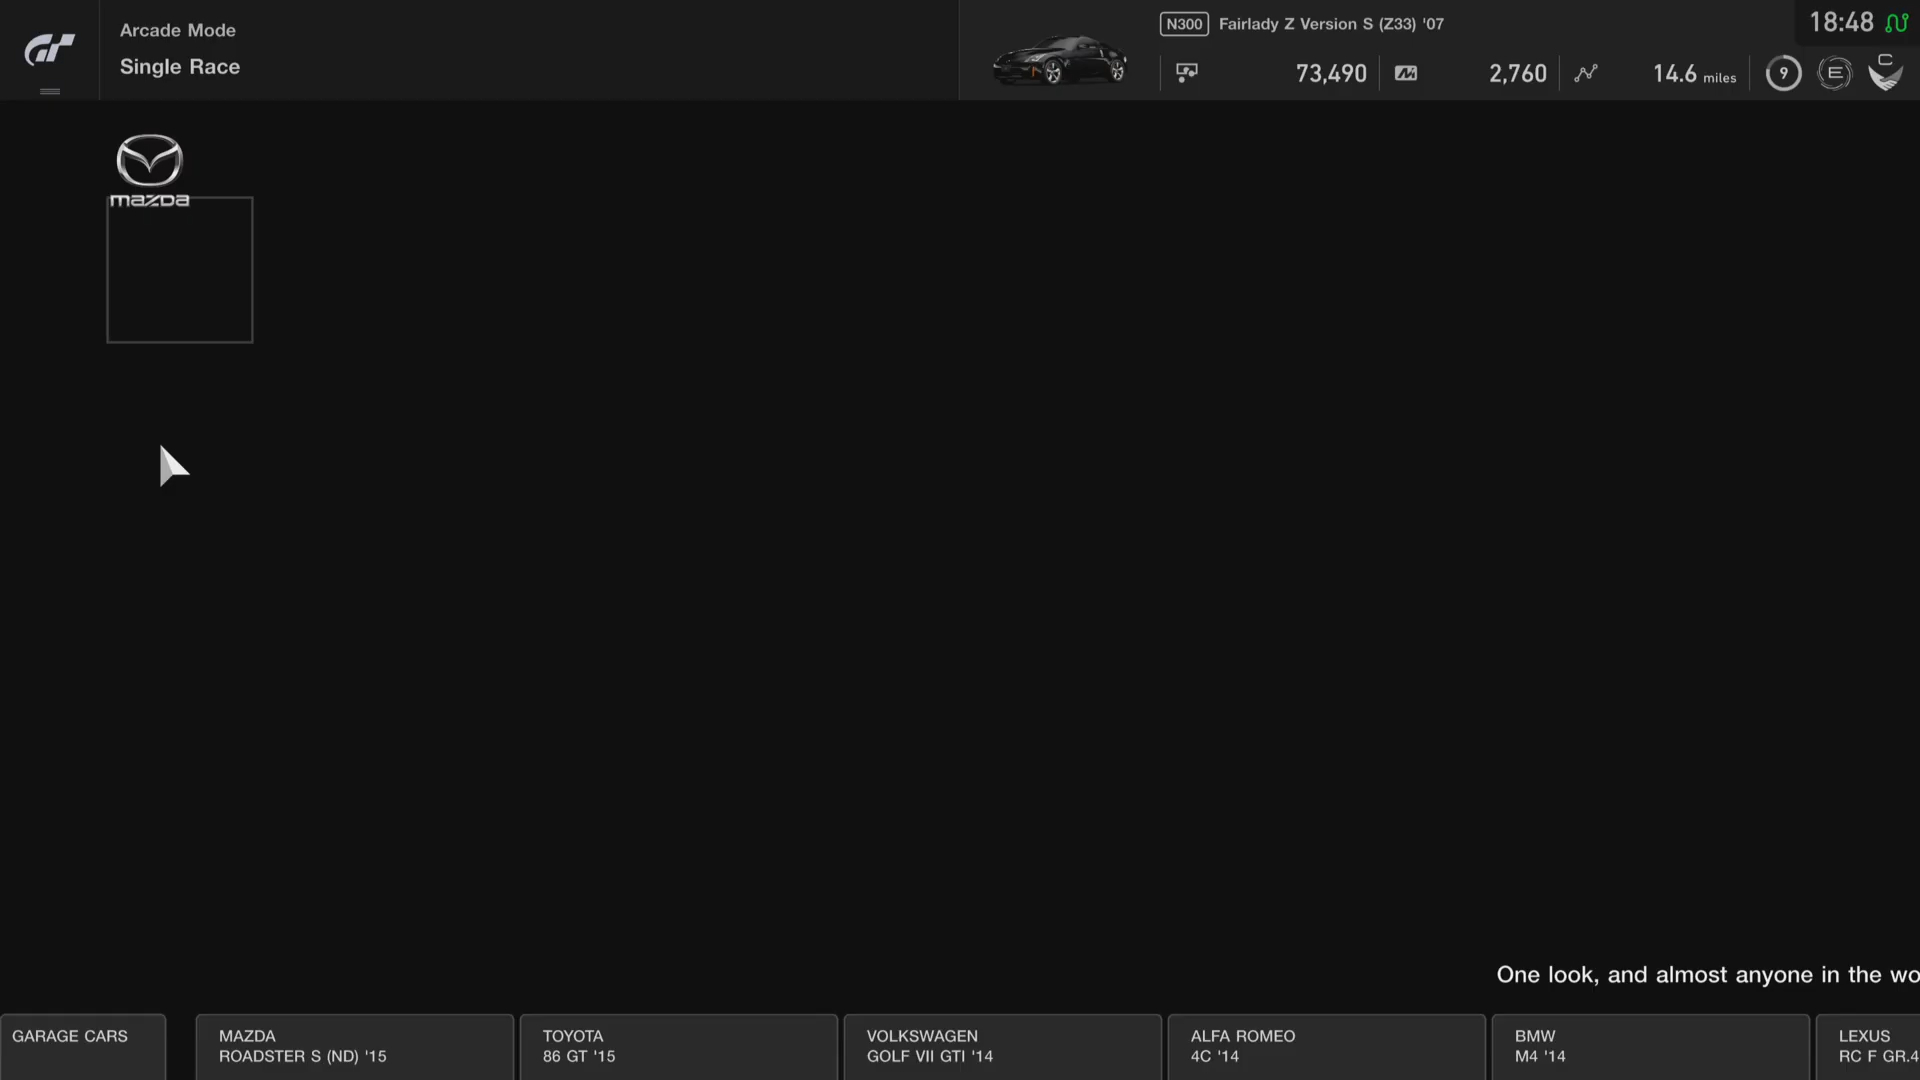 Arcade Mode
Single Race
N300 Fairlady Z Version S (Z33) '07
18:48
73,490
2,760
14.6 miles
9
E
C
mazda
One look, and almost anyone in the wo
GARAGE CARS
MAZDA
ROADSTER S (ND) '15
TOYOTA
86 GT '15
VOLKSWAGEN
GOLF VII GTI '14
ALFA ROMEO
4C '14
BMW
M4 '14
LEXUS
RC F GR.4